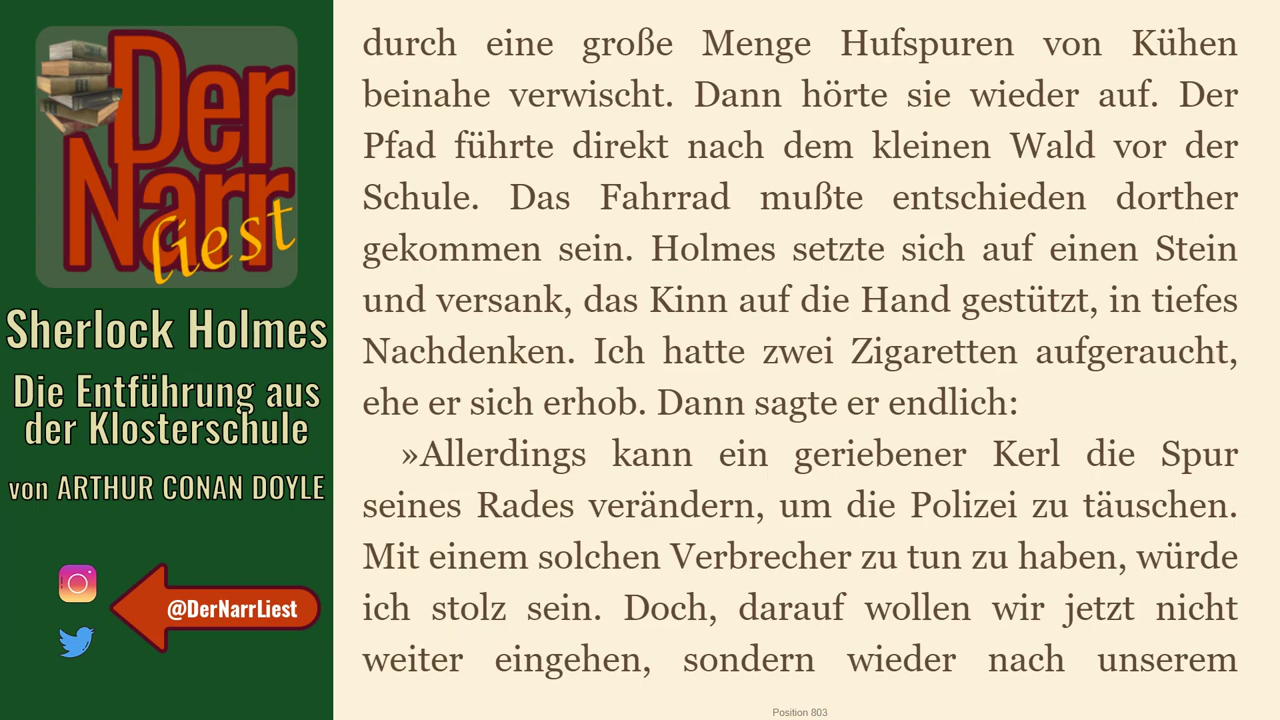 Der
Narr
liest
Sherlock Holmes
Die Entführung aus
der Klosterschule
von ARTHUR CONAN DOYLE
@DerNarrLiest
durch eine große Menge Hufspuren von Kühen
beinahe verwischt. Dann hörte sie wieder auf. Der
Pfad führte direkt nach dem kleinen Wald vor der
Schule. Das Fahrrad mußte entschieden dorther
gekommen sein. Holmes setzte sich auf einen Stein
und versank, das Kinn auf die Hand gestützt, in tiefes
Nachdenken. Ich hatte zwei Zigaretten aufgeraucht,
ehe er sich erhob. Dann sagte er endlich:
»Allerdings kann ein geriebener Kerl die Spur
seines Rades verändern, um die Polizei zu täuschen.
Mit einem solchen Verbrecher zu tun zu haben, würde
ich stolz sein. Doch, darauf wollen wir jetzt nicht
weiter eingehen, sondern wieder nach unserem
Position 803